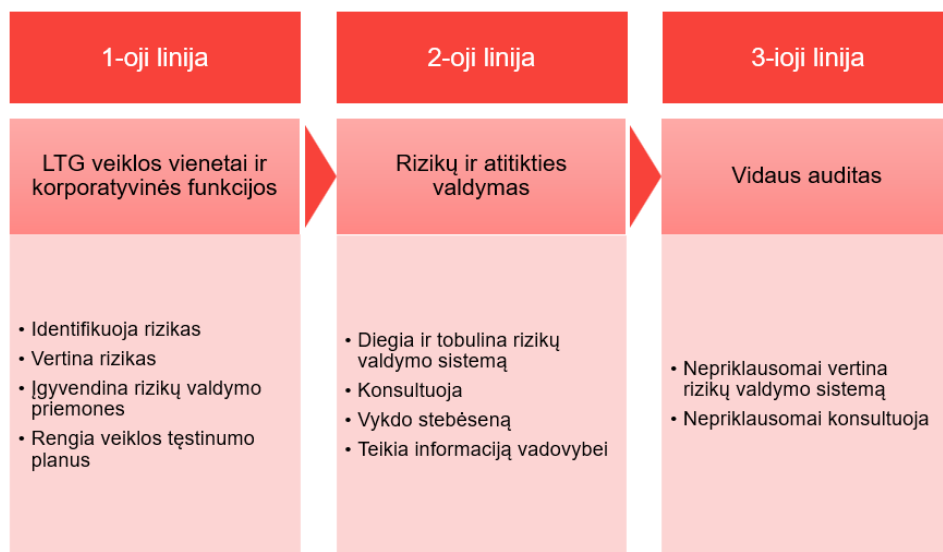 1-oji linija
LTG veiklos vienetai ir
korporatyvinės funkcijos
• Identifikuoja rizikas
• Vertina rizikas
• Įgyvendina rizikų valdymo
priemones
• Rengia veiklos tęstinumo
planus
2-oji linija
Rizikų ir atitikties
valdymas
• Diegia ir tobulina rizikų
valdymo sistemą
• Konsultuoja
• Vykdo stebėseną
• Teikia informaciją vadovybei
3-ioji linija
Vidaus auditas
• Nepriklausomai vertina
rizikų valdymo sistemą
• Nepriklausomai konsultuoja